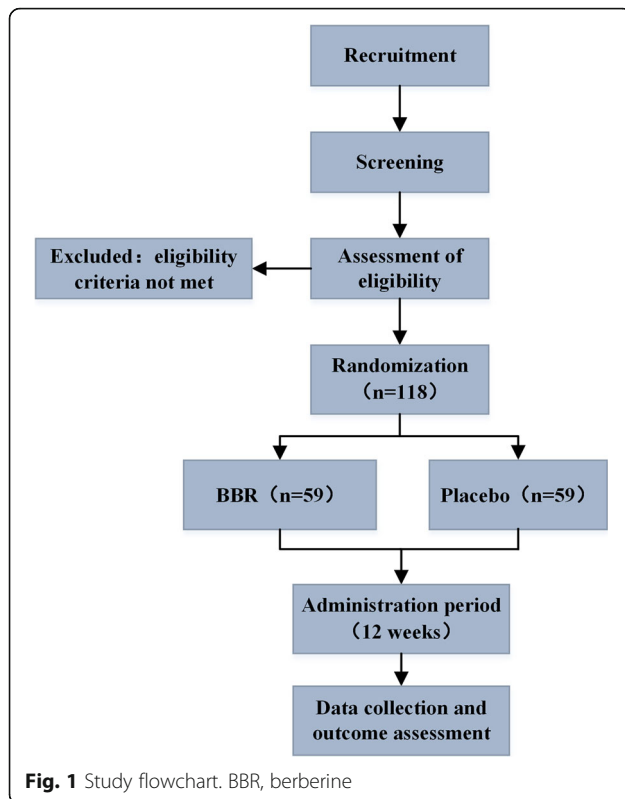 Recruitment
Screening
Excluded：eligibility
criteria not met
Assessment of
eligibility
Randomization
（n=118）
BBR（n=59）
Placebo（n=59）
Administration period
（12 weeks）
Data collection and
outcome assessment
Fig. 1 Study flowchart. BBR, berberine